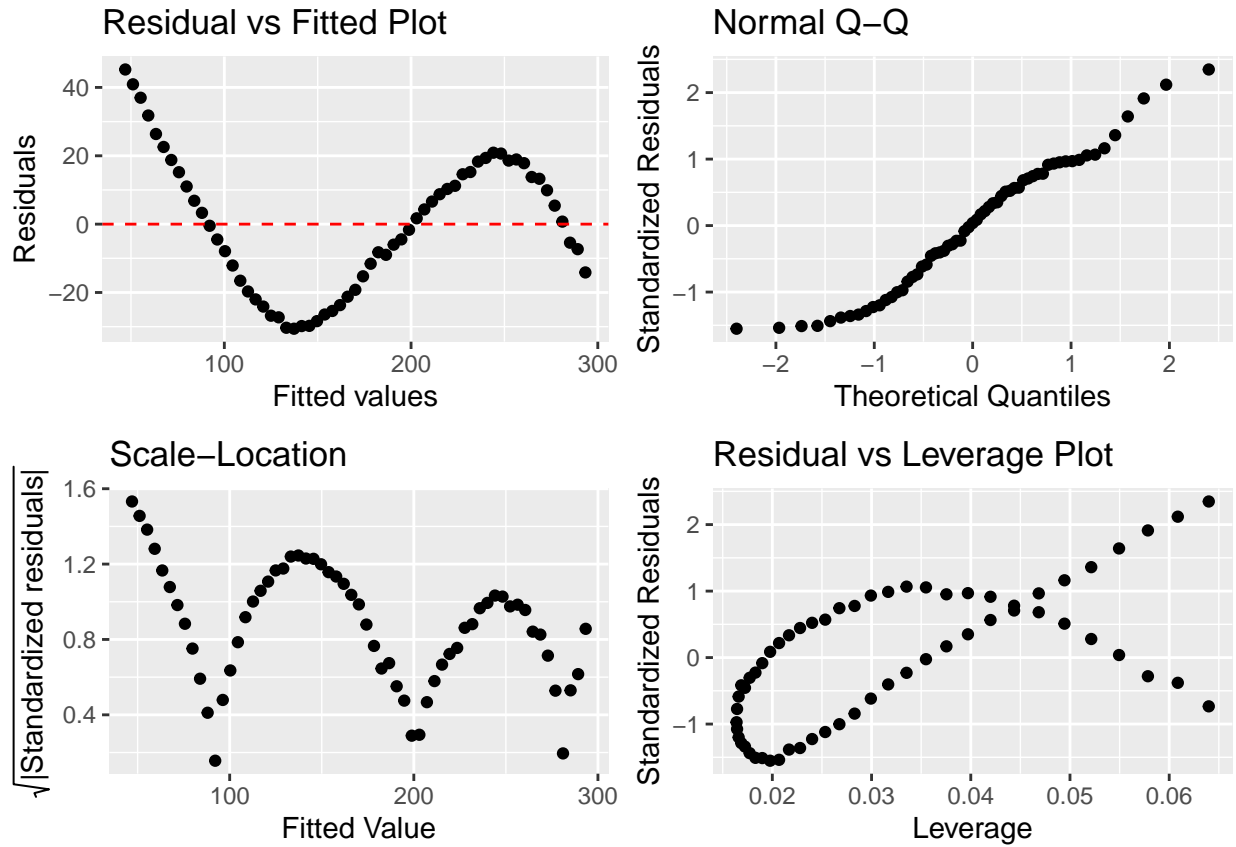 Residual vs Fitted Plot
Residuals
40
20
0
−20
100
200
300
Fitted values
Normal Q−Q
Standardized Residuals
2
1
0
−1
−2
−1
0
1
2
Theoretical Quantiles
Scale−Location
√|Standardized residuals|
1.6
1.2
0.8
0.4
100
200
300
Fitted Value
Residual vs Leverage Plot
Standardized Residuals
2
1
0
−1
0.02
0.03
0.04
0.05
0.06
Leverage